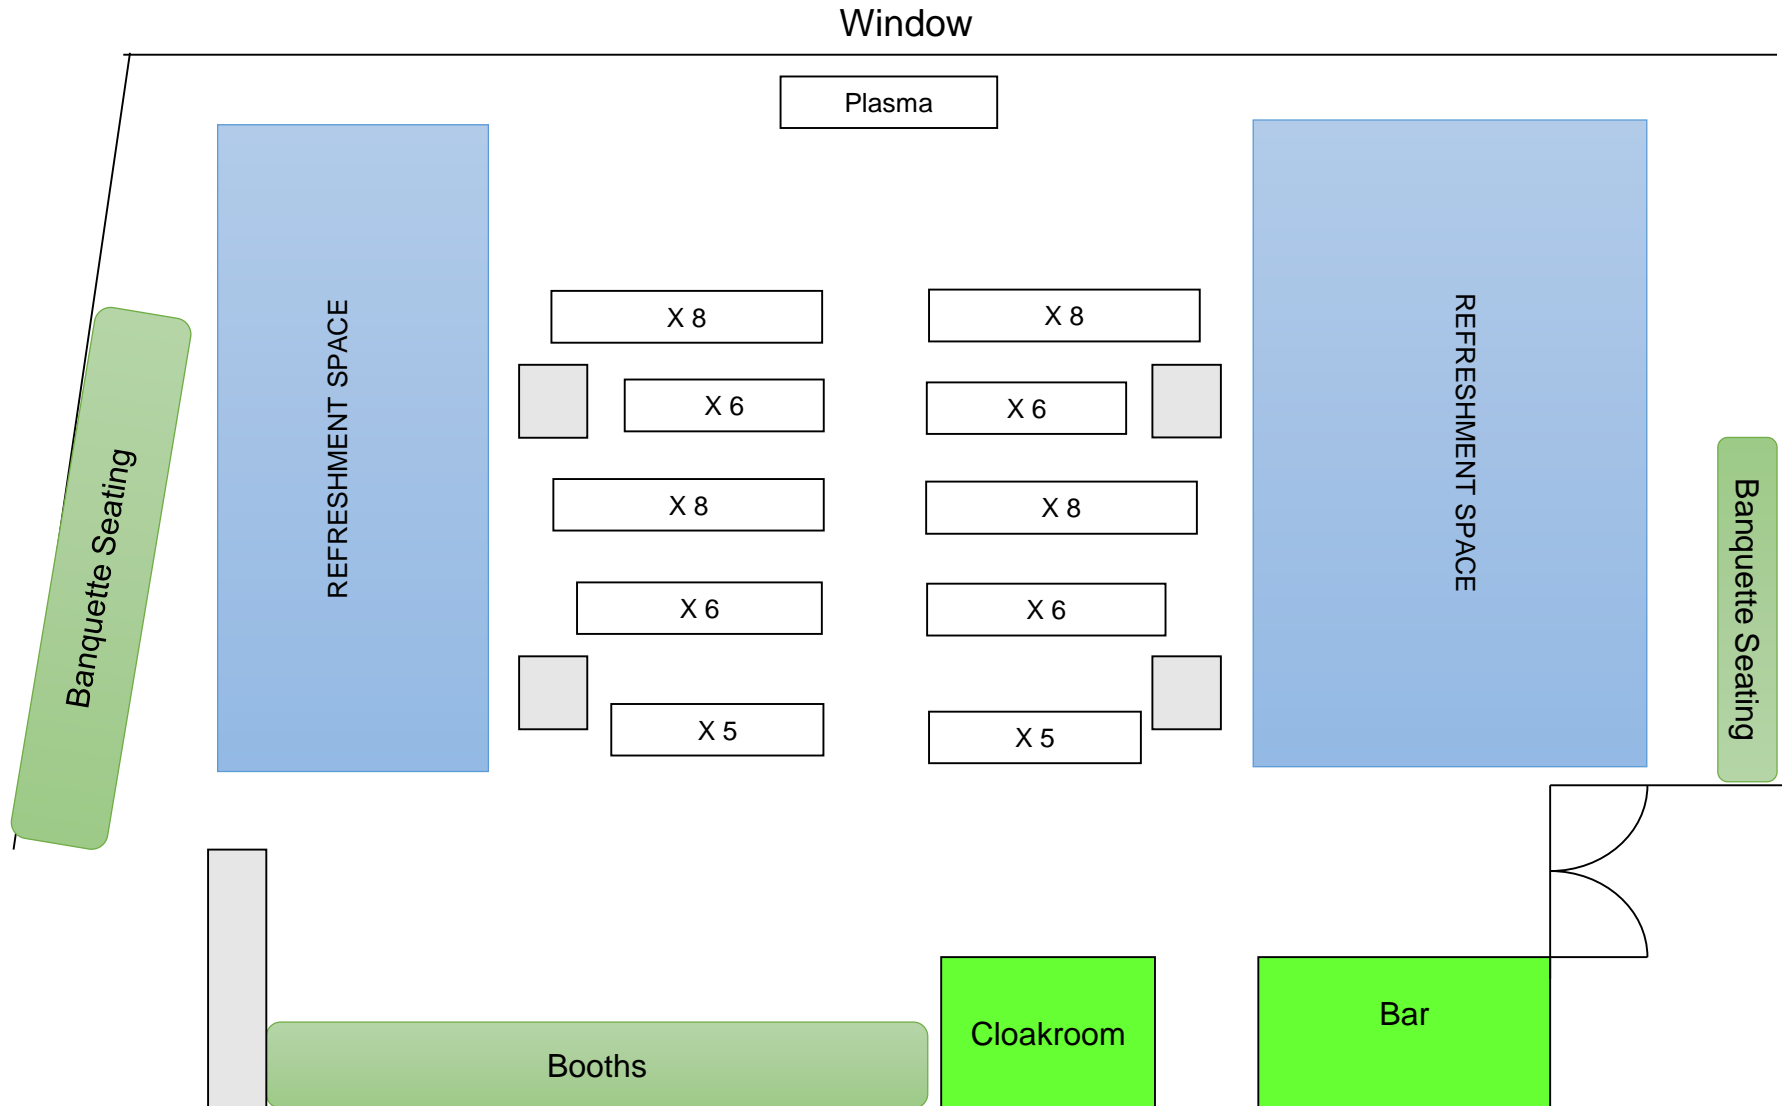 Window
Plasma
REFRESHMENT SPACE
REFRESHMENT SPACE
X 8
X 8
X 6
X 6
X 8
X 8
X 6
X 6
X 5
X 5
Banquette Seating
Banquette Seating
Cloakroom
Bar
Booths